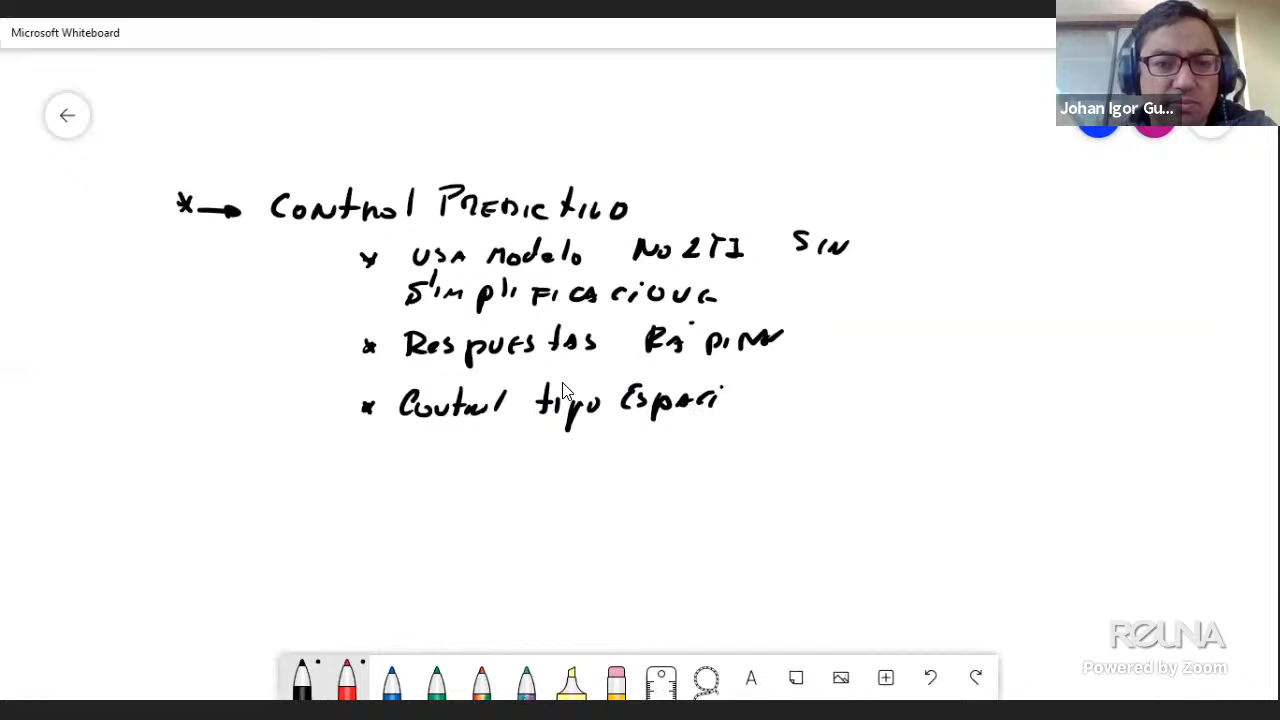 Microsoft Whiteboard
Johan Igor Gu...
*→ CONTROL PREDICTIVO
* USA Modelo No LTI SIN
SIMPLIFICACIONE
* RESPUESTAS RÁPIDAS
* Control tipo ESPACI
A
REUNA
Powered by Zoom